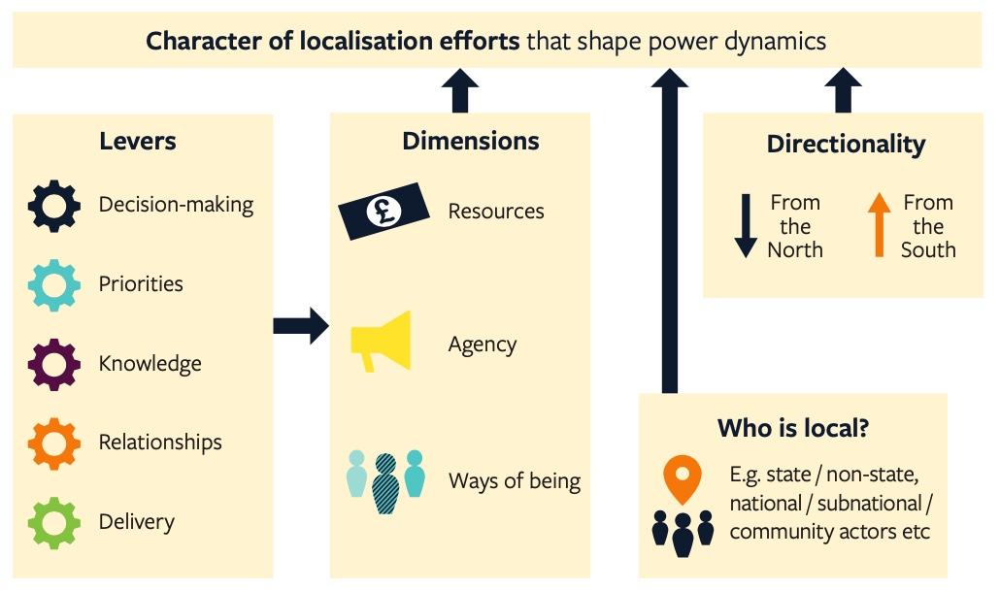 Character of localisation efforts that shape power dynamics
Levers
Decision-making
Priorities
Knowledge
Relationships
Delivery
Dimensions
£
Resources
Agency
Ways of being
Directionality
From
the
North
From
the
South
Who is local?
E.g. state / non-state,
national / subnational /
community actors etc